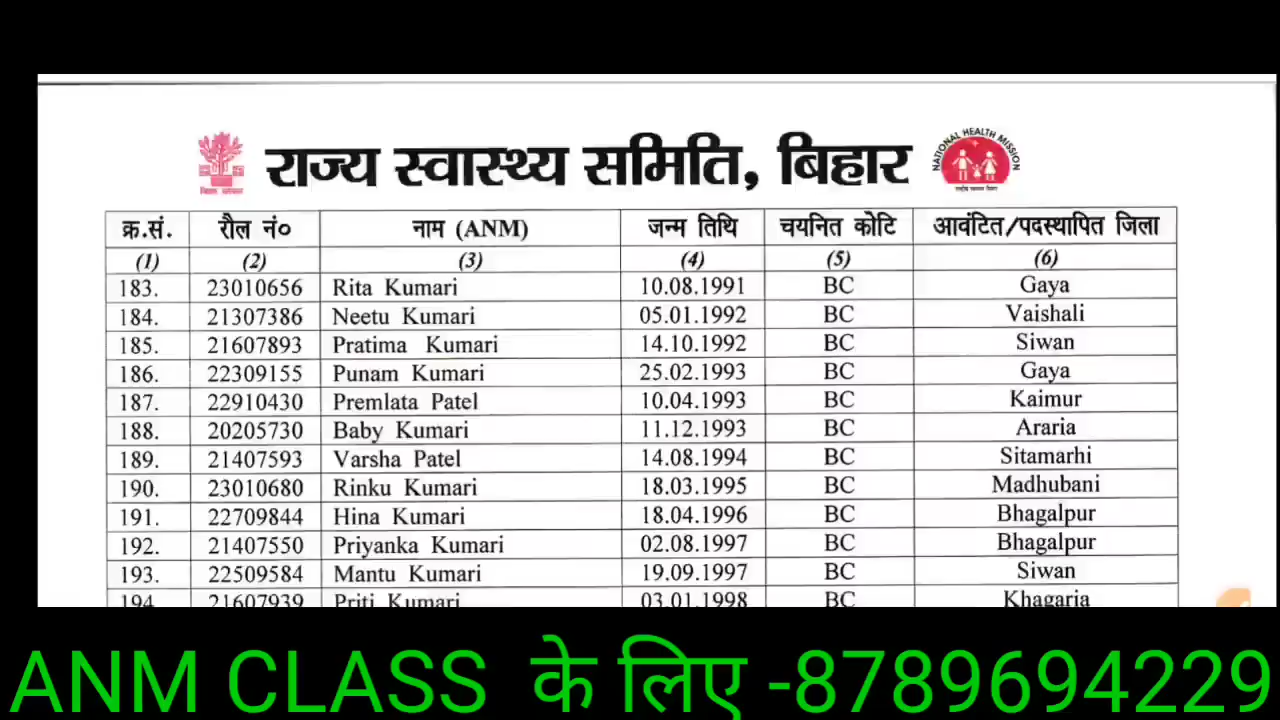 राज्य स्वास्थ्य समिति, बिहार
NATIONAL HEALTH MISSION
क्र.सं. रौल नं० नाम (ANM) जन्म तिथि चयनित कोटि आवंटित/पदस्थापित जिला
(1) (2) (3) (4) (5) (6)
183. 23010656 Rita Kumari 10.08.1991 BC Gaya
184. 21307386 Neetu Kumari 05.01.1992 BC Vaishali
185. 21607893 Pratima Kumari 14.10.1992 BC Siwan
186. 22309155 Punam Kumari 25.02.1993 BC Gaya
187. 22910430 Premlata Patel 10.04.1993 BC Kaimur
188. 20205730 Baby Kumari 11.12.1993 BC Araria
189. 21407593 Varsha Patel 14.08.1994 BC Sitamarhi
190. 23010680 Rinku Kumari 18.03.1995 BC Madhubani
191. 22709844 Hina Kumari 18.04.1996 BC Bhagalpur
192. 21407550 Priyanka Kumari 02.08.1997 BC Bhagalpur
193. 22509584 Mantu Kumari 19.09.1997 BC Siwan
194. 21607939 Priti Kumari 03.01.1998 BC Khagaria
ANM CLASS के लिए -8789694229